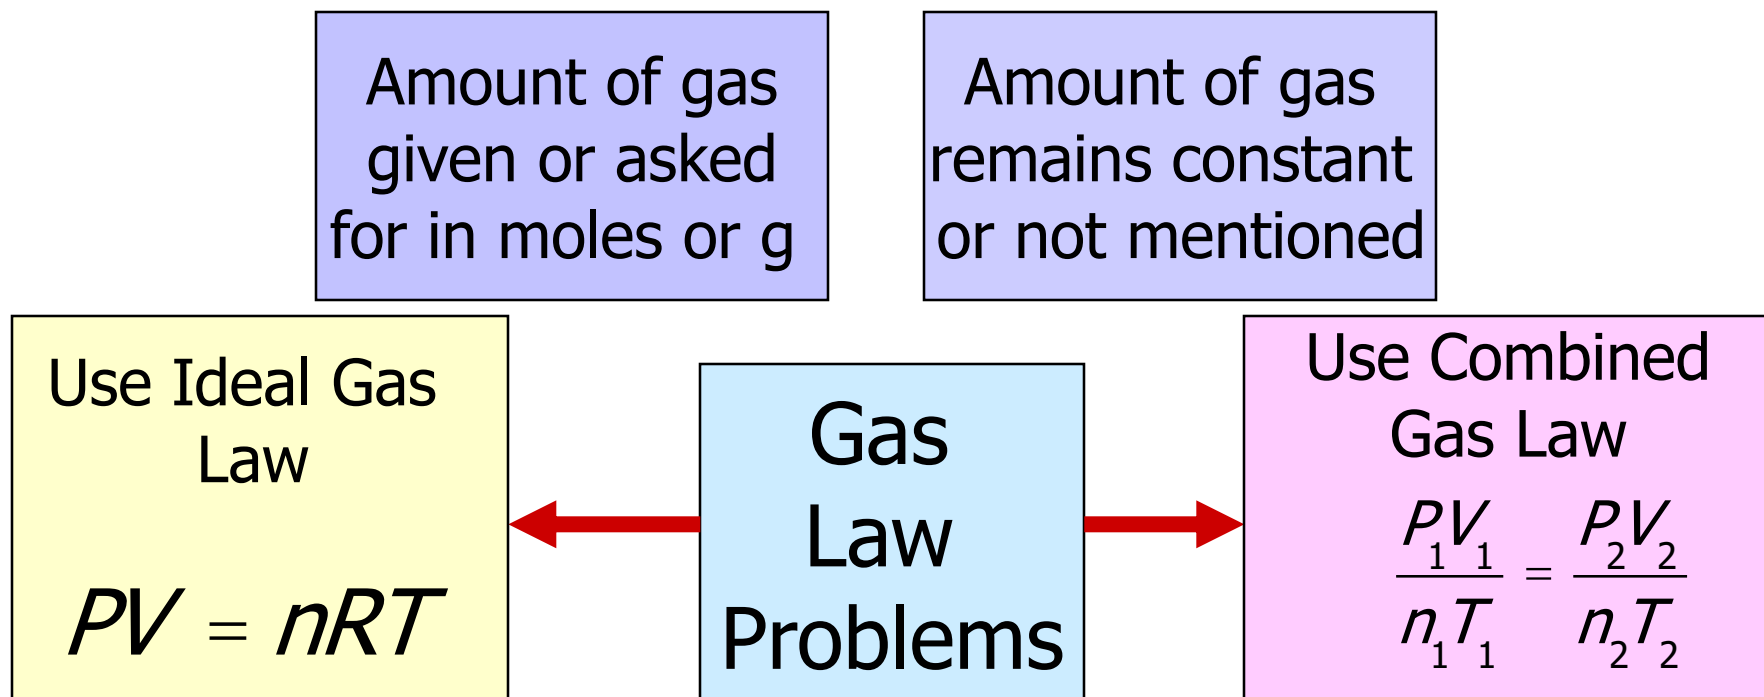 Amount of gas
given or asked
for in moles or g
Amount of gas
remains constant
or not mentioned
Use Ideal Gas
Law
PV = nRT
Gas
Law
Problems
Use Combined
Gas Law
P₁V₁ / n₁T₁ = P₂V₂ / n₂T₂